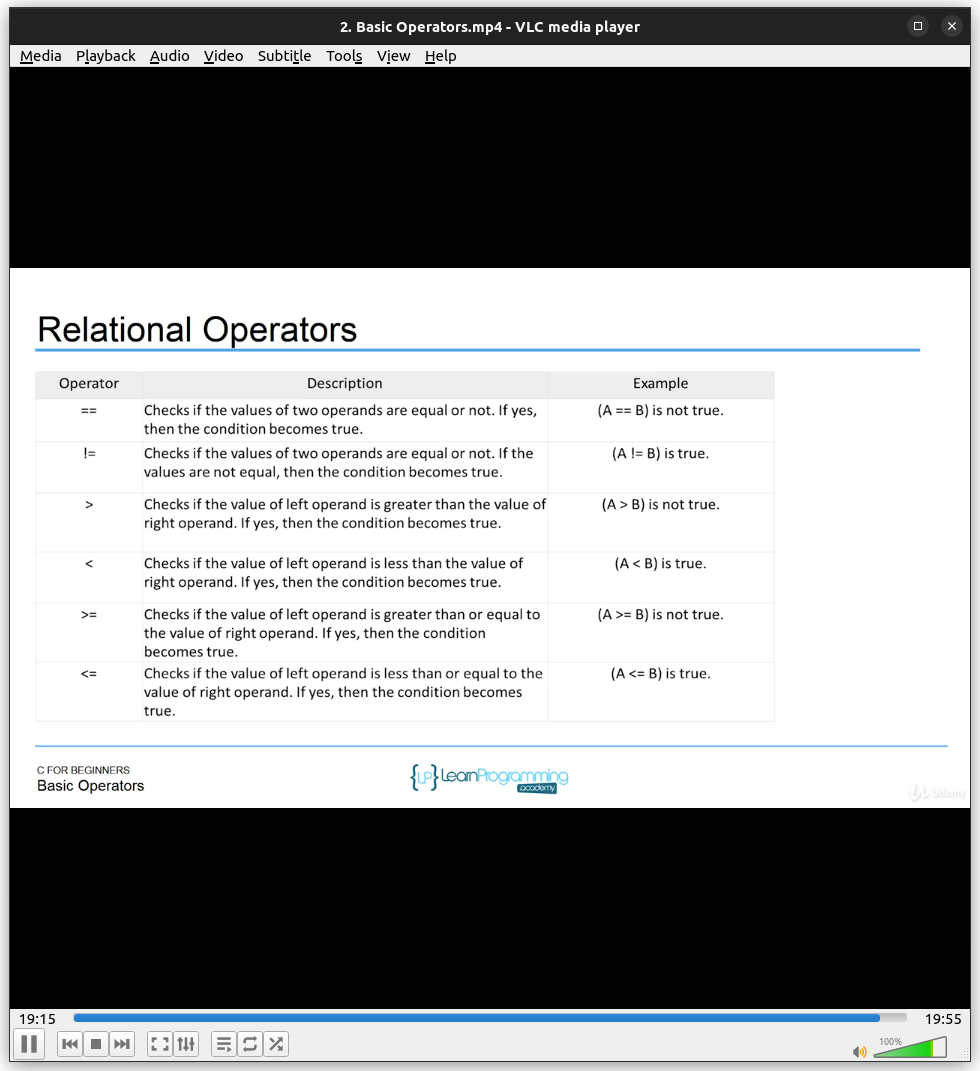 2. Basic Operators.mp4 - VLC media player
Media Playback Audio Video Subtitle Tools View Help
Relational Operators
Operator Description Example
== Checks if the values of two operands are equal or not. If yes, (A == B) is not true.
then the condition becomes true.
!= Checks if the values of two operands are equal or not. If the (A != B) is true.
values are not equal, then the condition becomes true.
> Checks if the value of left operand is greater than the value of (A > B) is not true.
right operand. If yes, then the condition becomes true.
< Checks if the value of left operand is less than the value of (A < B) is true.
right operand. If yes, then the condition becomes true.
>= Checks if the value of left operand is greater than or equal to (A >= B) is not true.
the value of right operand. If yes, then the condition
becomes true.
<= Checks if the value of left operand is less than or equal to the (A <= B) is true.
value of right operand. If yes, then the condition becomes
true.
C FOR BEGINNERS
Basic Operators
{LP} LearnProgramming
academy
Udemy
19:15 19:55
100%